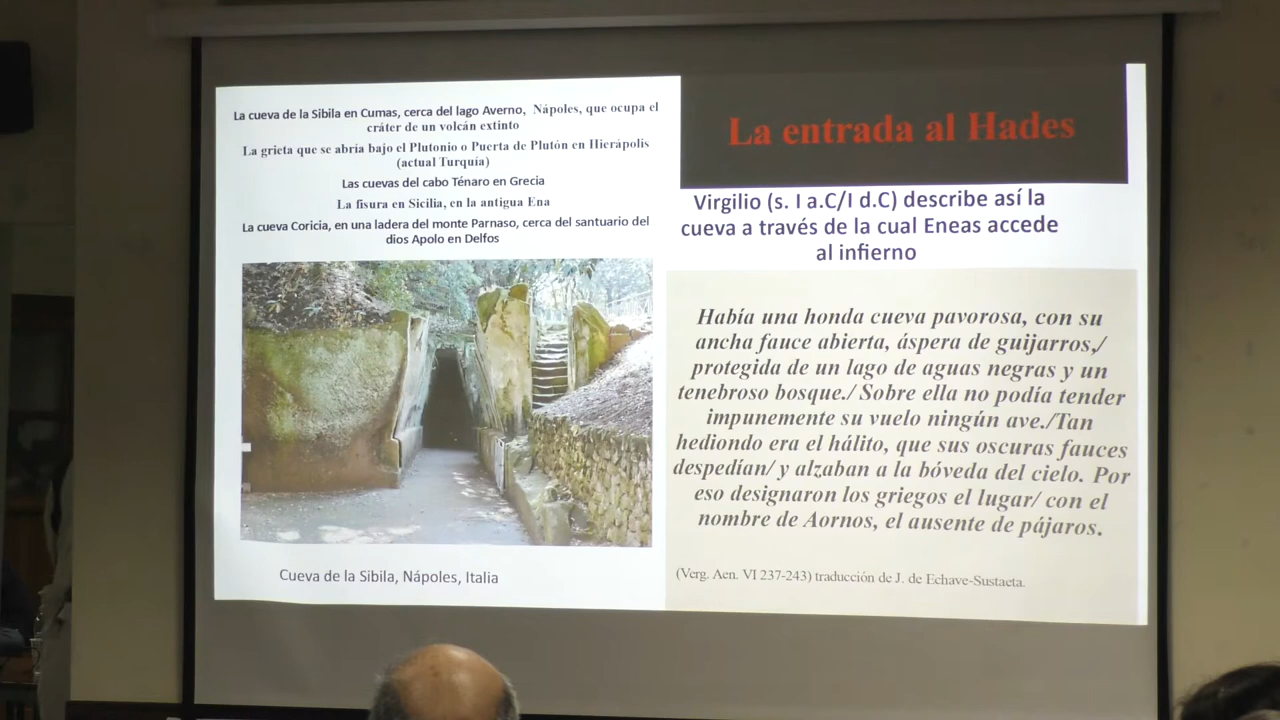 La cueva de la Sibila en Cumas, cerca del lago Averno, Nápoles, que ocupa el
cráter de un volcán extinto
La grieta que se abría bajo el Plutonio o Puerta de Plutón en Hierápolis
(actual Turquía)
Las cuevas del cabo Ténaro en Grecia
La fisura en Sicilia, en la antigua Ena
La cueva Coricia, en una ladera del monte Parnaso, cerca del santuario del
dios Apolo en Delfos
Cueva de la Sibila, Nápoles, Italia
La entrada al Hades
Virgilio (s. I a.C/I d.C) describe así la
cueva a través de la cual Eneas accede
al infierno
Había una honda cueva pavorosa, con su
ancha fauce abierta, áspera de guijarros,/
protegida de un lago de aguas negras y un
tenebroso bosque./ Sobre ella no podía tender
impunemente su vuelo ningún ave./Tan
hediondo era el hálito, que sus oscuras fauces
despedían/ y alzaban a la bóveda del cielo. Por
eso designaron los griegos el lugar/ con el
nombre de Aornos, el ausente de pájaros.
(Verg. Aen. VI 237-243) traducción de J. de Echave-Sustaeta.